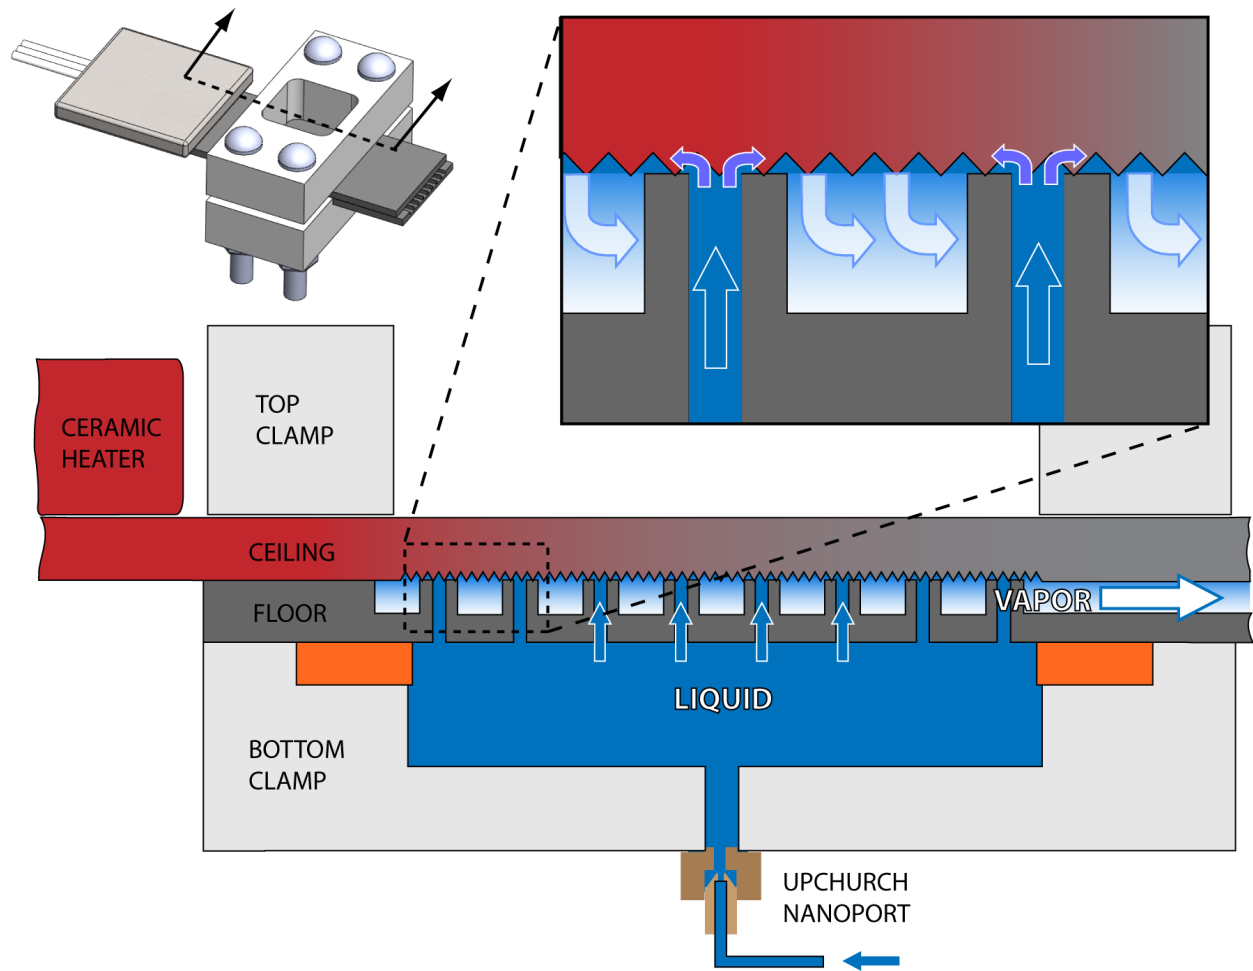 TOP
CLAMP
CERAMIC
HEATER
CEILING
FLOOR
VAPOR
LIQUID
BOTTOM
CLAMP
UPCHURCH
NANOPORT